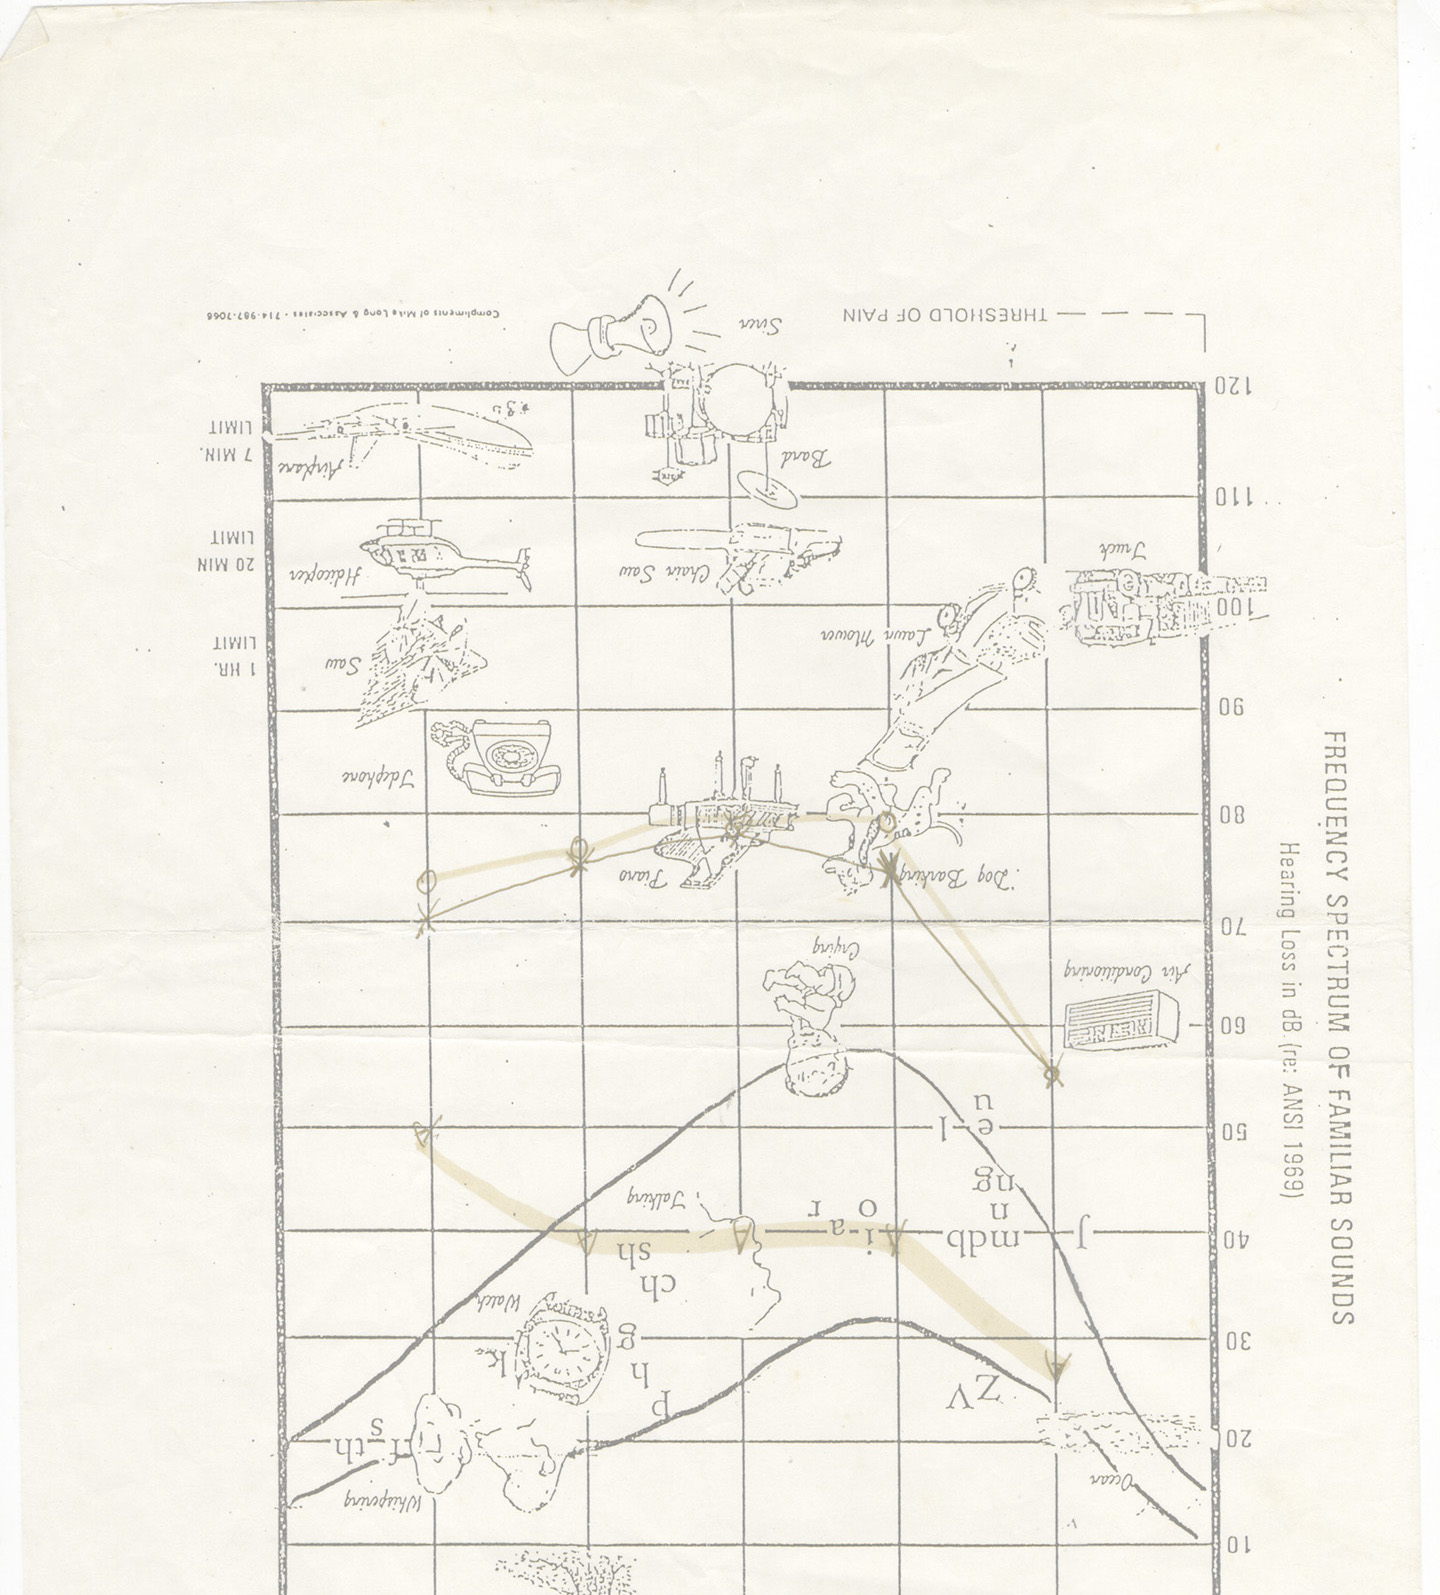 FREQUENCY SPECTRUM OF FAMILIAR SOUNDS
Hearing Loss in dB (re: ANSI 1969)
10
Ocean
Whispering
20
f
s
th
z v
p
h
g
k
30
Watch
ch
sh
40
j
mdb
n
ng
i
a
r
o
Talking
50
e
l
u
60
Air Conditioning
Crying
70
Dog Barking
Piano
80
Telephone
90
Lawn Mower
Saw
1 HR.
LIMIT
100
Truck
Chain Saw
Helicopter
20 MIN
LIMIT
110
Band
Airplane
7 MIN.
LIMIT
120
THRESHOLD OF PAIN
Siren
Compliments of Mike Long & Associates · 714-987-7066